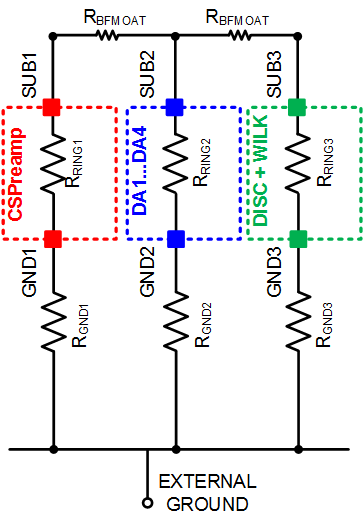 RBFMOAT
RBFMOAT
SUB1
SUB2
SUB3
CSPreamp
RRING1
DA1...DA4
RRING2
DISC + WILK
RRING3
GND1
GND2
GND3
RGND1
RGND2
RGND3
EXTERNAL
GROUND